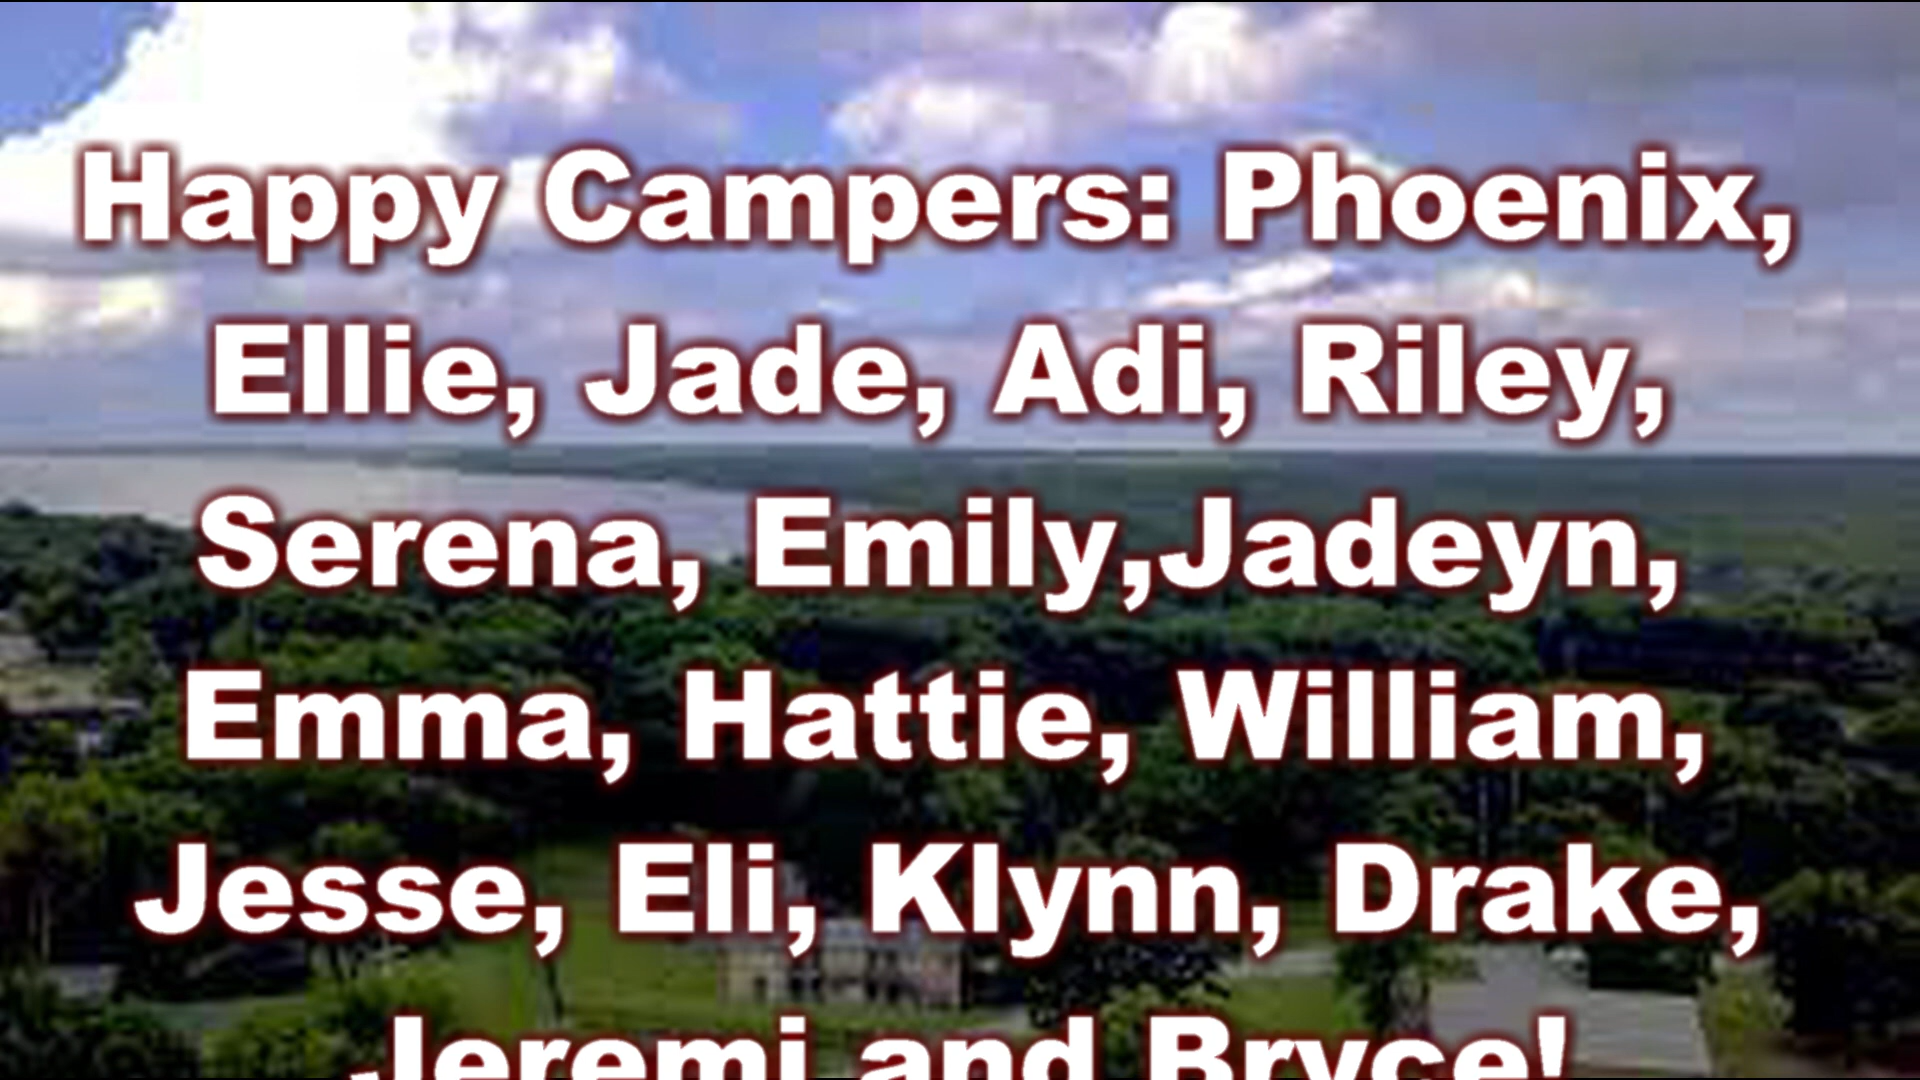 Happy Campers: Phoenix,
Ellie, Jade, Adi, Riley,
Serena, Emily,Jadeyn,
Emma, Hattie, William,
Jesse, Eli, Klynn, Drake,
Jeremi and Bryce!